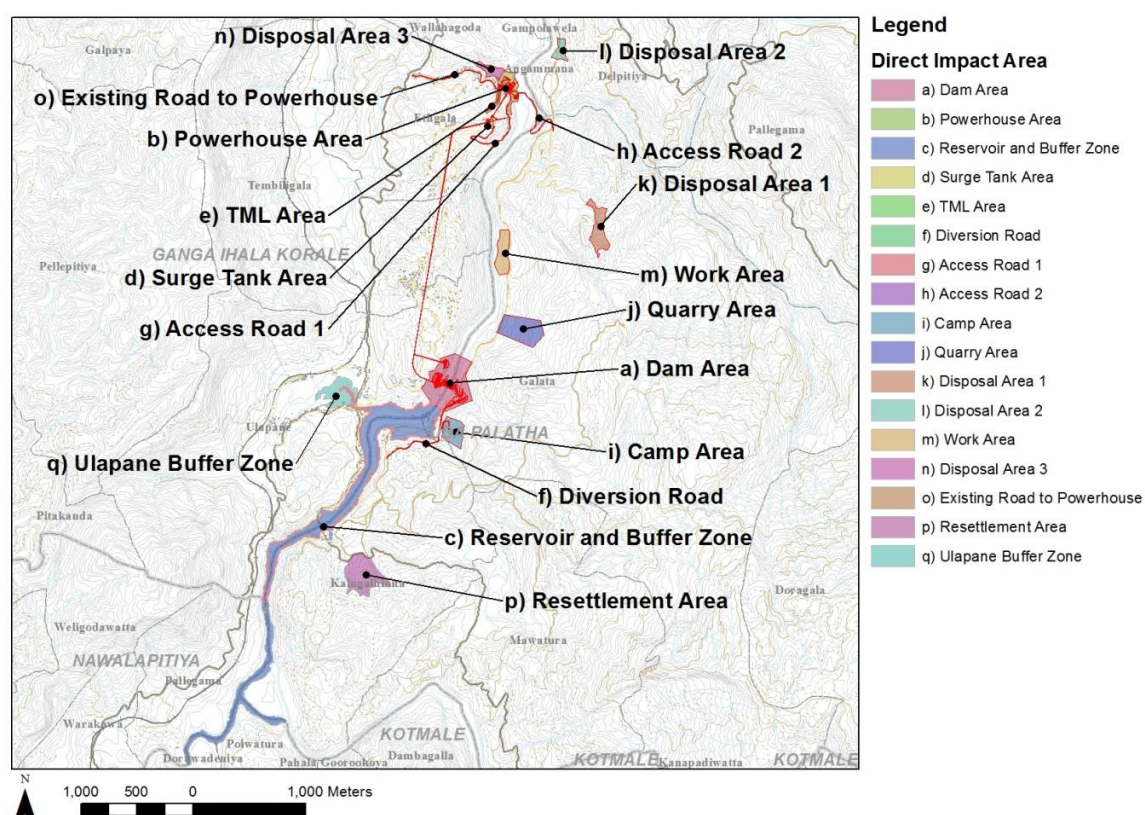 Wallahagoda
Gampolawela
Galpaya
n) Disposal Area 3
l) Disposal Area 2
Angammana
Delpitiya
o) Existing Road to Powerhouse
Ethgala
Pallegama
b) Powerhouse Area
h) Access Road 2
k) Disposal Area 1
Tembiligala
e) TML Area
GANGA IHALA KORALE
Pellepitiya
d) Surge Tank Area
m) Work Area
g) Access Road 1
j) Quarry Area
a) Dam Area
Galata
Ulapane
PALATHA
q) Ulapane Buffer Zone
i) Camp Area
f) Diversion Road
Pitakanda
c) Reservoir and Buffer Zone
Doragala
p) Resettlement Area
Weligodawatta
Mawatura
NAWALAPITIYA
Pallegama
Warakawa
KOTMALE
Polwatura
Dambagalla
KOTMALE
KOTMALE
Pahala Goorookoya
Kanapadiwatta
N
1,000 500 0 1,000 Meters
Legend
Direct Impact Area
a) Dam Area
b) Powerhouse Area
c) Reservoir and Buffer Zone
d) Surge Tank Area
e) TML Area
f) Diversion Road
g) Access Road 1
h) Access Road 2
i) Camp Area
j) Quarry Area
k) Disposal Area 1
l) Disposal Area 2
m) Work Area
n) Disposal Area 3
o) Existing Road to Powerhouse
p) Resettlement Area
q) Ulapane Buffer Zone